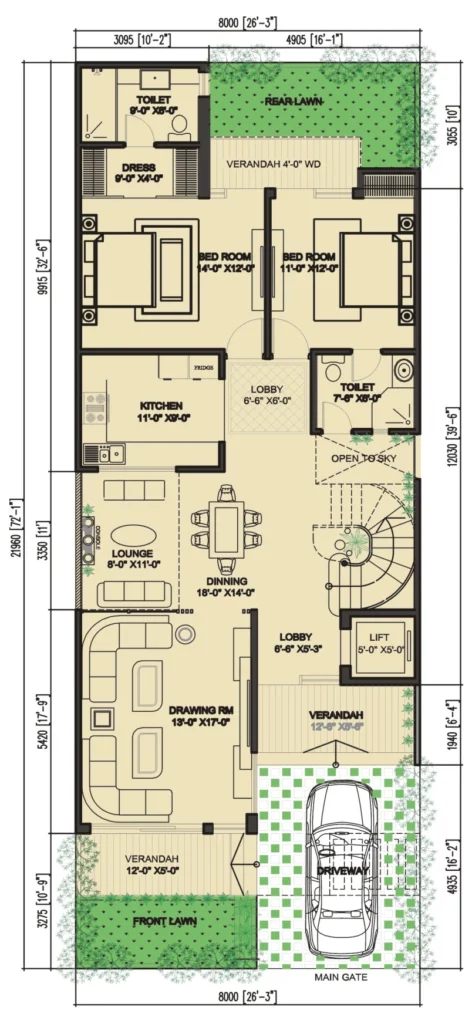 8000 [26'-3"]
3095 [10'-2"]
4905 [16'-1"]
TOILET
9'-0" X6'-0"
REAR LAWN
3055 [10']
DRESS
9'-0" X4'-0"
VERANDAH 4'-0" WD
9915 [32'-6"]
BED ROOM
14'-0" X12'-0"
BED ROOM
11'-0" X12'-0"
FRIDGE
KITCHEN
11'-0" X9'-0"
LOBBY
6'-6" X6'-0"
TOILET
7'-6" X6'-0"
12030 [39'-6"]
OPEN TO SKY
21960 [72'-1"]
3350 [11']
LOUNGE
8'-0" X11'-0"
DINNING
18'-0" X14'-0"
LOBBY
6'-6" X5'-3"
LIFT
5'-0" X5'-0"
5420 [17'-9"]
DRAWING RM
13'-0" X17'-0"
VERANDAH
12'-6" X6'-6"
1940 [6'-4"]
VERANDAH
12'-0" X5'-0"
DRIVEWAY
4935 [16'-2"]
3275 [10'-9"]
FRONT LAWN
MAIN GATE
8000 [26'-3"]